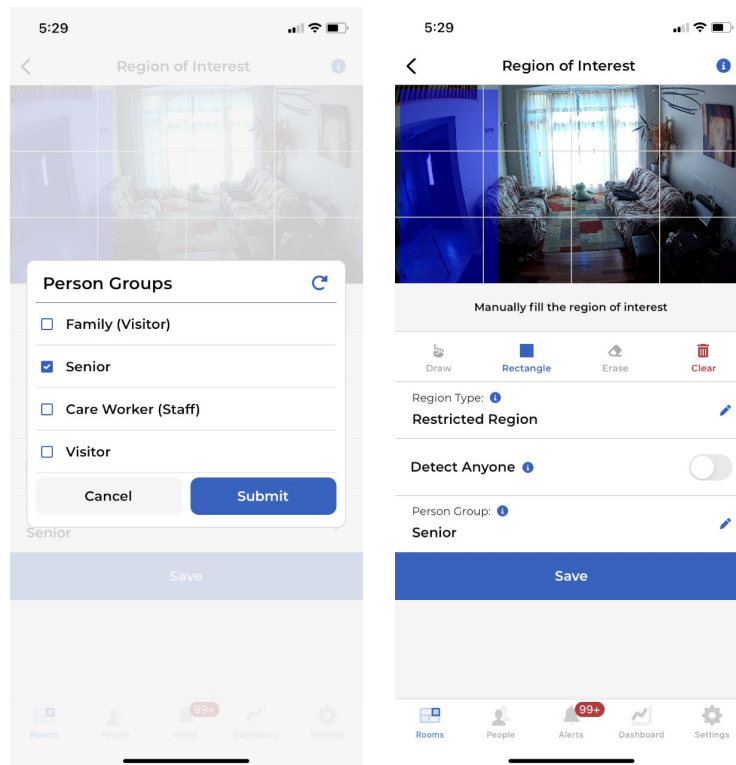 5:29
Region of Interest
Person Groups
Family (Visitor)
Senior
Care Worker (Staff)
Visitor
Cancel Submit
Senior
Save
99+
Rooms People Alerts Dashboard Settings
5:29
Region of Interest
Manually fill the region of interest
Draw Rectangle Erase Clear
Region Type:
Restricted Region
Detect Anyone
Person Group:
Senior
Save
99+
Rooms People Alerts Dashboard Settings